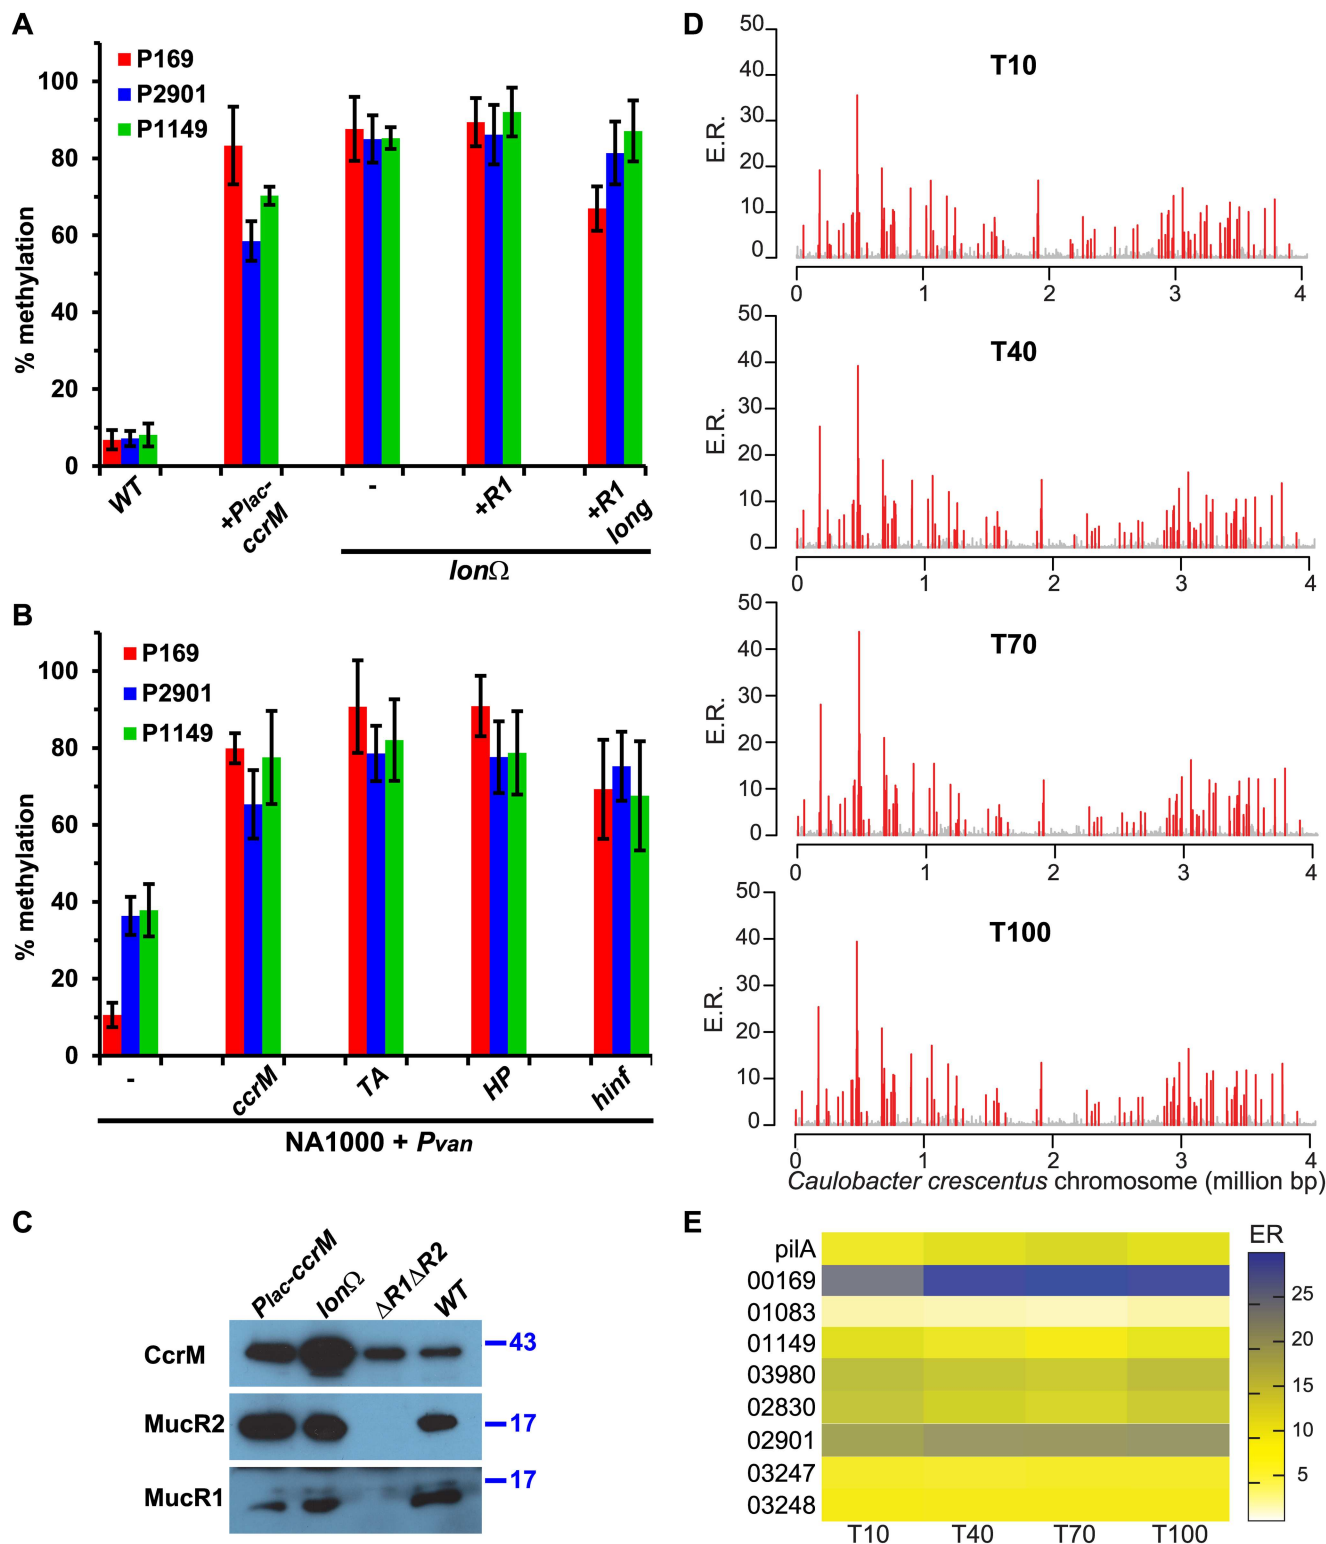 A
P169
P2901
P1149
% methylation
100
80
60
40
20
0
WT
+Plac-
ccrM
-
+R1
+R1
long
lonΩ
B
P169
P2901
P1149
% methylation
100
80
60
40
20
0
-
ccrM
TA
HP
hinf
NA1000 + Pvan
C
Plac-ccrM
lonΩ
ΔR1ΔR2
WT
CcrM
43
MucR2
17
MucR1
17
D
T10
E.R.
50
40
30
20
10
0
0 1 2 3 4
T40
E.R.
50
40
30
20
10
0
0 1 2 3 4
T70
E.R.
50
40
30
20
10
0
0 1 2 3 4
T100
E.R.
50
40
30
20
10
0
0 1 2 3 4
Caulobacter crescentus chromosome (million bp)
E
pilA
00169
01083
01149
03980
02830
02901
03247
03248
T10 T40 T70 T100
ER
25
20
15
10
5